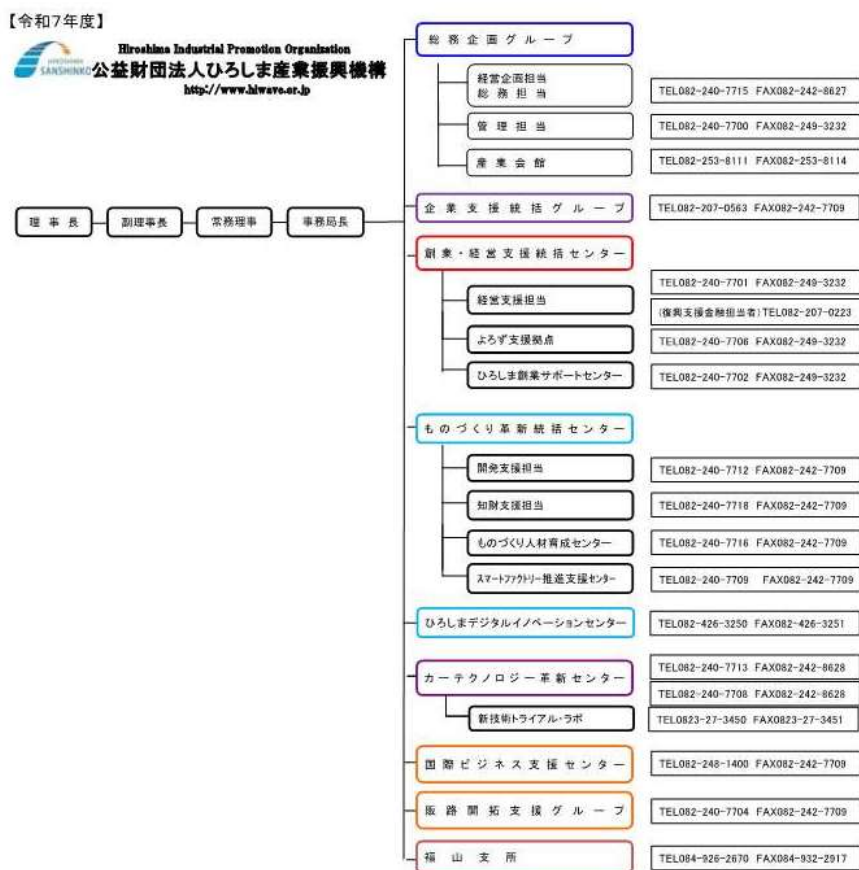 【令和7年度】
Hiroshima Industrial Promotion Organization
HIROSHIMA
SANSHINKO
公益財団法人ひろしま産業振興機構
http://www.hiwave.or.jp
理事長
副理事長
常務理事
事務局長
総務企画グループ
経営企画担当
総務担当
TEL082-240-7715 FAX082-242-8627
管理担当
TEL082-240-7700 FAX082-249-3232
産業会館
TEL082-253-8111 FAX082-253-8114
企業支援統括グループ
TEL082-207-0563 FAX082-242-7709
創業・経営支援統括センター
経営支援担当
TEL082-240-7701 FAX082-249-3232
(復興支援金融担当者)TEL082-207-0223
よろず支援拠点
TEL082-240-7706 FAX082-249-3232
ひろしま創業サポートセンター
TEL082-240-7702 FAX082-249-3232
ものづくり革新統括センター
開発支援担当
TEL082-240-7712 FAX082-242-7709
知財支援担当
TEL082-240-7718 FAX082-242-7709
ものづくり人材育成センター
TEL082-240-7716 FAX082-242-7709
スマートファクトリー推進支援センター
TEL082-240-7709 FAX082-242-7709
ひろしまデジタルイノベーションセンター
TEL082-426-3250 FAX082-426-3251
カーテクノロジー革新センター
TEL082-240-7713 FAX082-242-8628
TEL082-240-7708 FAX082-242-8628
新技術トライアル・ラボ
TEL0823-27-3450 FAX0823-27-3451
国際ビジネス支援センター
TEL082-248-1400 FAX082-242-7709
販路開拓支援グループ
TEL082-240-7704 FAX082-242-7709
福山支所
TEL084-926-2670 FAX084-932-2917